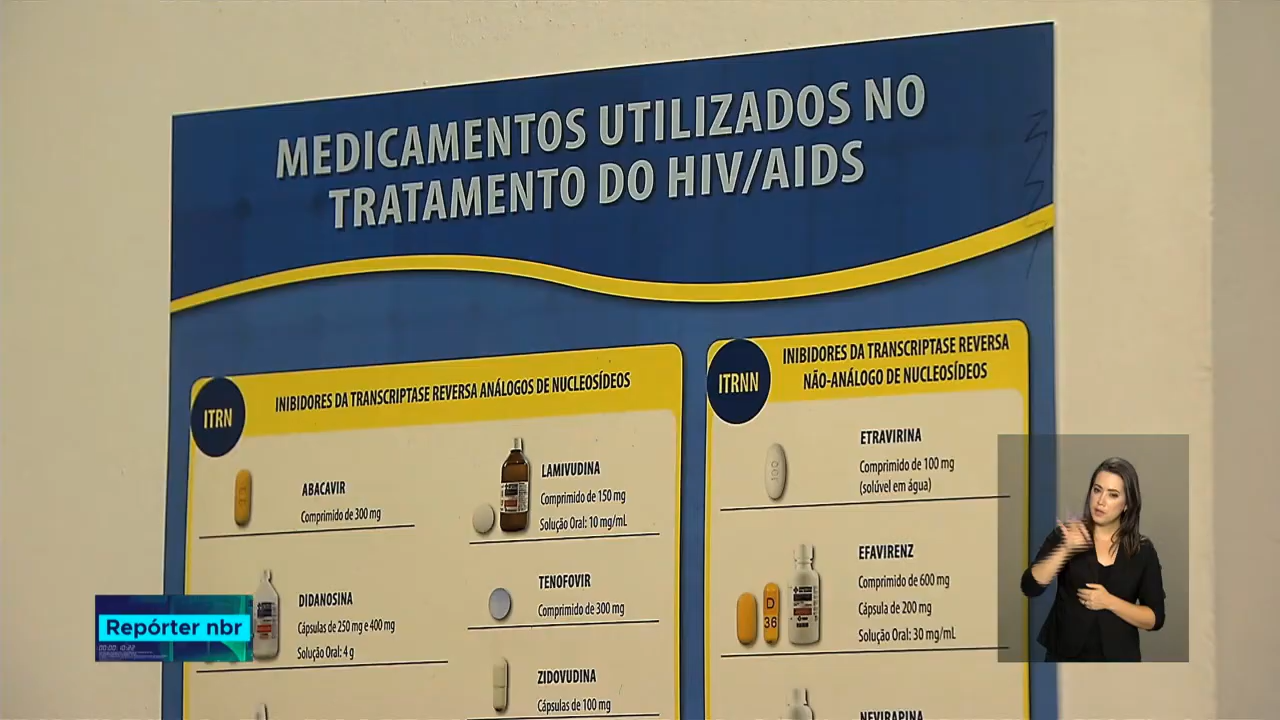 MEDICAMENTOS UTILIZADOS NO
TRATAMENTO DO HIV/AIDS
ITRN
INIBIDORES DA TRANSCRIPTASE REVERSA ANÁLOGOS DE NUCLEOSÍDEOS
ABACAVIR
Comprimido de 300 mg
DIDANOSINA
Cápsulas de 250 mg e 400 mg
Solução Oral: 4 g
LAMIVUDINA
Comprimido de 150 mg
Solução Oral: 10 mg/mL
TENOFOVIR
Comprimido de 300 mg
ZIDOVUDINA
Cápsulas de 100 mg
ITRNN
INIBIDORES DA TRANSCRIPTASE REVERSA
NÃO-ANÁLOGO DE NUCLEOSÍDEOS
ETRAVIRINA
Comprimido de 100 mg
(solúvel em água)
EFAVIRENZ
Comprimido de 600 mg
Cápsula de 200 mg
Solução Oral: 30 mg/mL
D
36
NEVIRAPINA
Repórter nbr